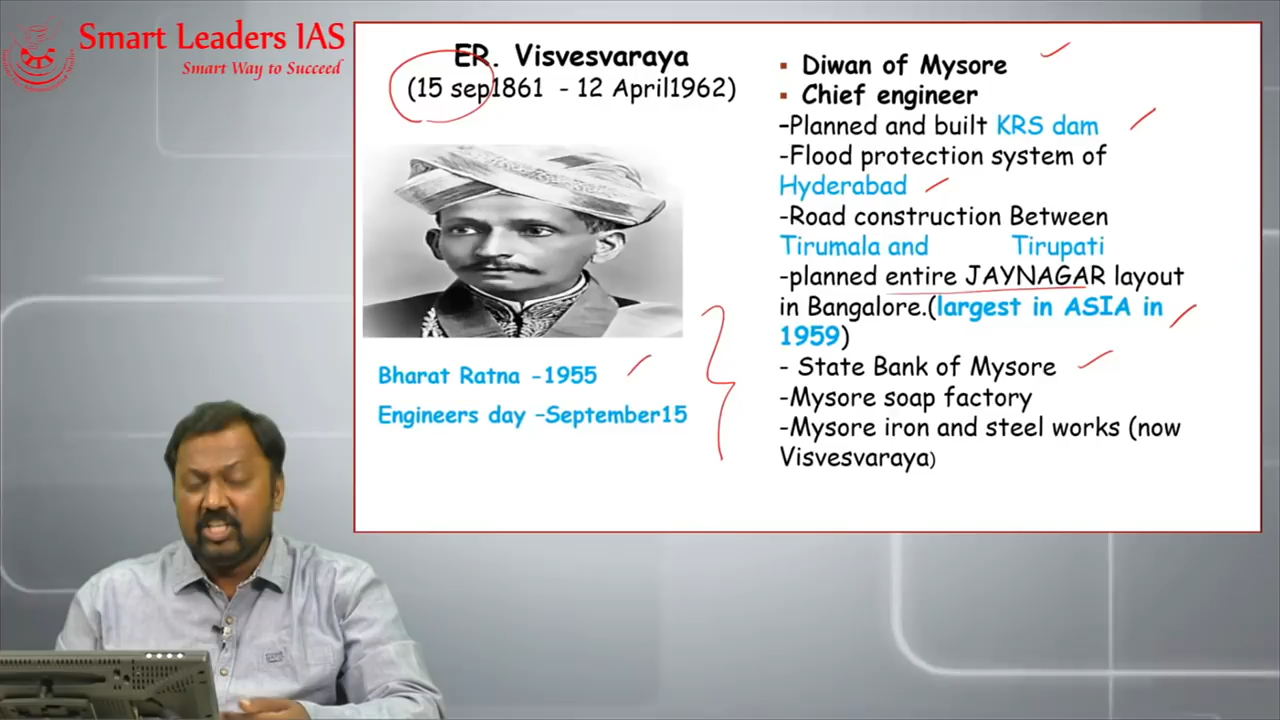 Smart Leaders IAS
Smart Way to Succeed
ER. Visvesvaraya
(15 sep1861 - 12 April1962)
Bharat Ratna -1955
Engineers day -September15
▪ Diwan of Mysore
▪ Chief engineer
-Planned and built KRS dam
-Flood protection system of
Hyderabad
-Road construction Between
Tirumala and Tirupati
-planned entire JAYNAGAR layout
in Bangalore.(largest in ASIA in
1959)
- State Bank of Mysore
-Mysore soap factory
-Mysore iron and steel works (now
Visvesvaraya)